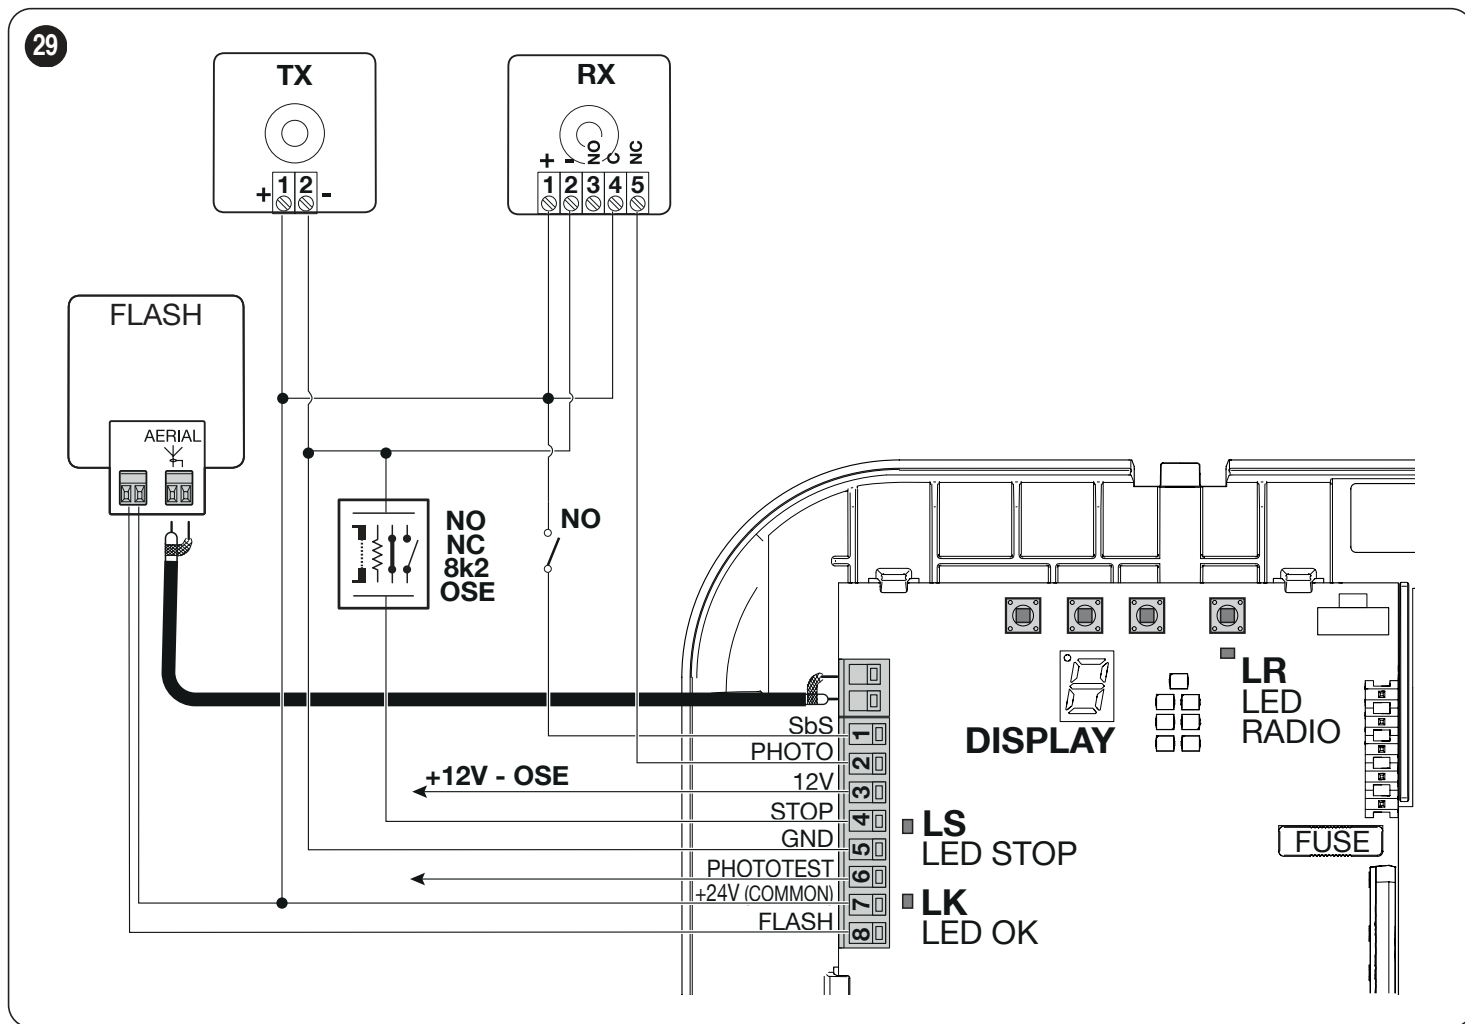 29
TX
+ 1 2 -
RX
+ - NO C NC
1 2 3 4 5
FLASH
AERIAL
NO
NC
8k2
OSE
NO
SbS 1
PHOTO 2
+12V - OSE 12V 3
STOP 4
GND 5
PHOTOTEST 6
+24V (COMMON) 7
FLASH 8
DISPLAY
LR
LED
RADIO
LS
LED STOP
LK
LED OK
FUSE